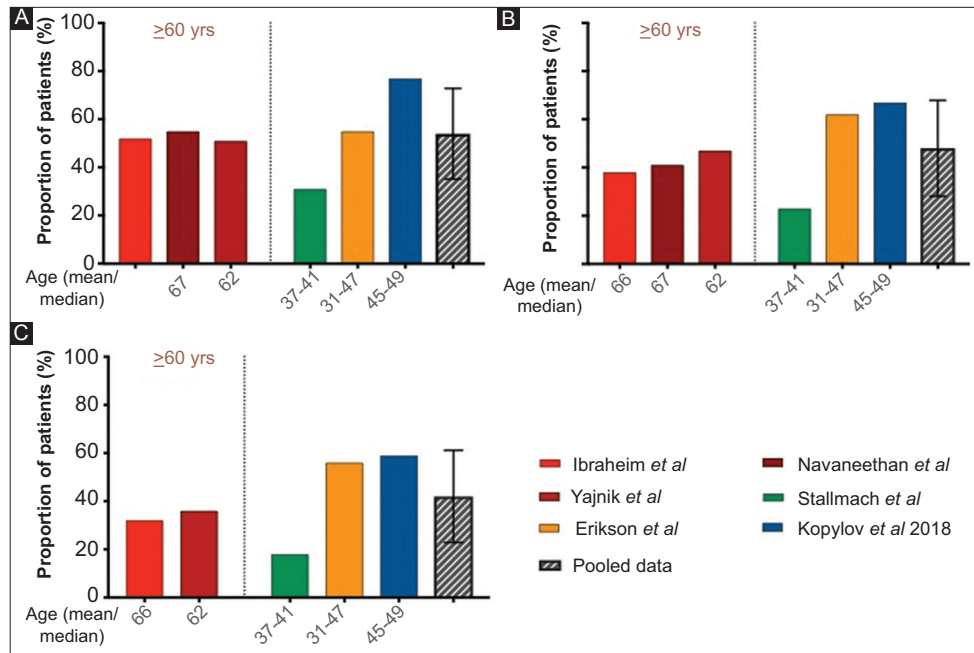 A
≥60 yrs
Proportion of patients (%)
100
80
60
40
20
0
Age (mean/
median)
67
62
37-41
31-47
45-49
B
≥60 yrs
Proportion of patients (%)
Age (mean/
median)
66
67
62
37-41
31-47
45-49
C
≥60 yrs
Proportion of patients (%)
100
80
60
40
20
0
Age (mean/
median)
66
62
37-41
31-47
45-49
Ibraheim et al
Navaneethan et al
Yajnik et al
Stallmach et al
Erikson et al
Kopylov et al 2018
Pooled data